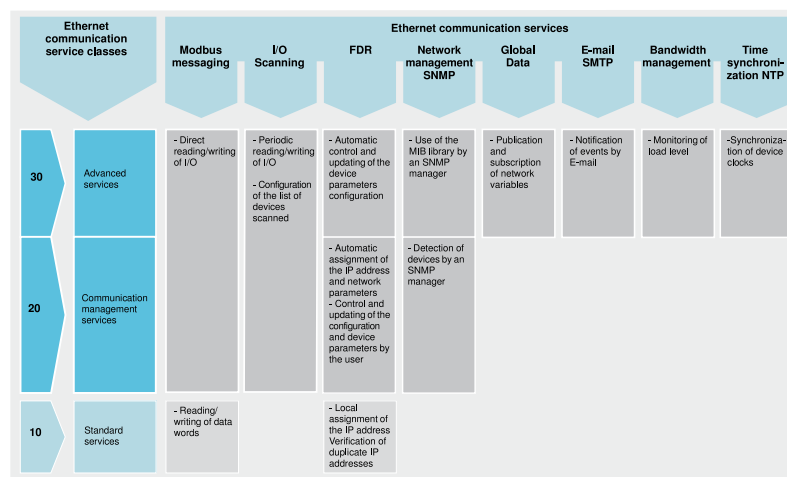 Ethernet
communication
service classes
Ethernet communication services
Modbus
messaging
I/O
Scanning
FDR
Network
management
SNMP
Global
Data
E-mail
SMTP
Bandwidth
management
Time
synchroni-
zation NTP
30
Advanced
services
- Direct
reading/writing
of I/O
- Periodic
reading/writing
of I/O
- Configuration
of the list of
devices
scanned
- Automatic
control and
updating of the
device
parameters
configuration
- Use of the
MIB library by
an SNMP
manager
- Publication
and
subscription
of network
variables
- Notification
of events by
E-mail
- Monitoring of
load level
-Synchroniza-
tion of device
clocks
20
Communication
management
services
- Automatic
assignment of
the IP address
and network
parameters
- Control and
updating of the
configuration
and device
parameters by
the user
- Detection of
devices by an
SNMP
manager
10
Standard
services
- Reading/
writing of data
words
- Local
assignment of
the IP address
Verification of
duplicate IP
addresses